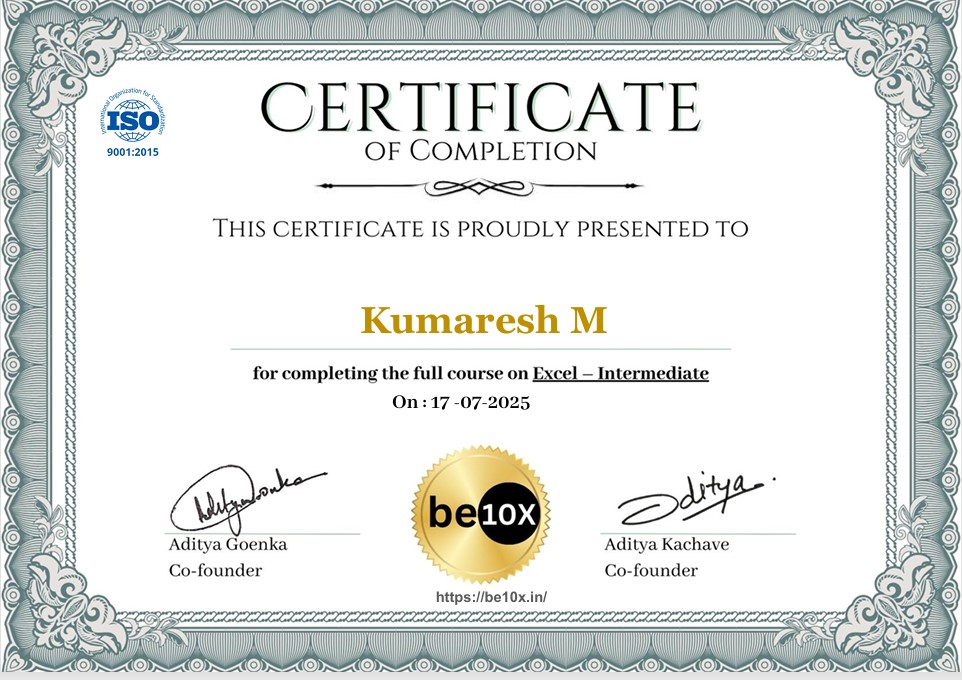 International Organization for Standardization
ISO
9001:2015
CERTIFICATE
OF COMPLETION
THIS CERTIFICATE IS PROUDLY PRESENTED TO
Kumaresh M
for completing the full course on Excel – Intermediate
On : 17 -07-2025
Aditya Goenka
Aditya Goenka
Co-founder
be10X
https://be10x.in/
Aditya
Aditya Kachave
Co-founder